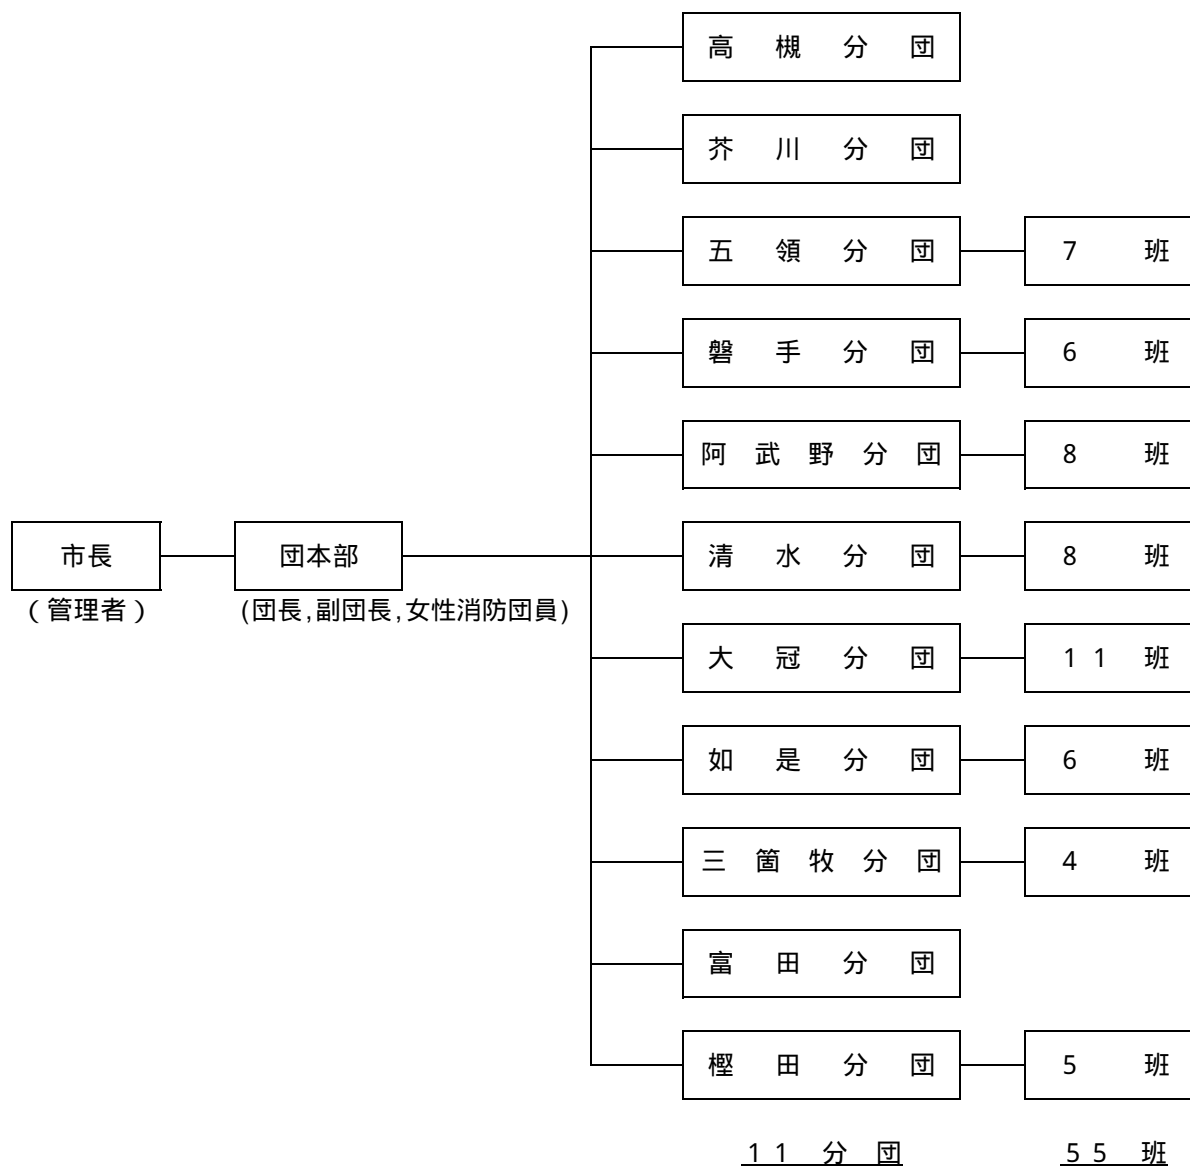 高槻分団
芥川分団
五領分団 7班
磐手分団 6班
阿武野分団 8班
市長 団本部 清水分団 8班
(管理者) (団長,副団長,女性消防団員)
大冠分団 11班
如是分団 6班
三箇牧分団 4班
富田分団
樫田分団 5班
11分団 55班